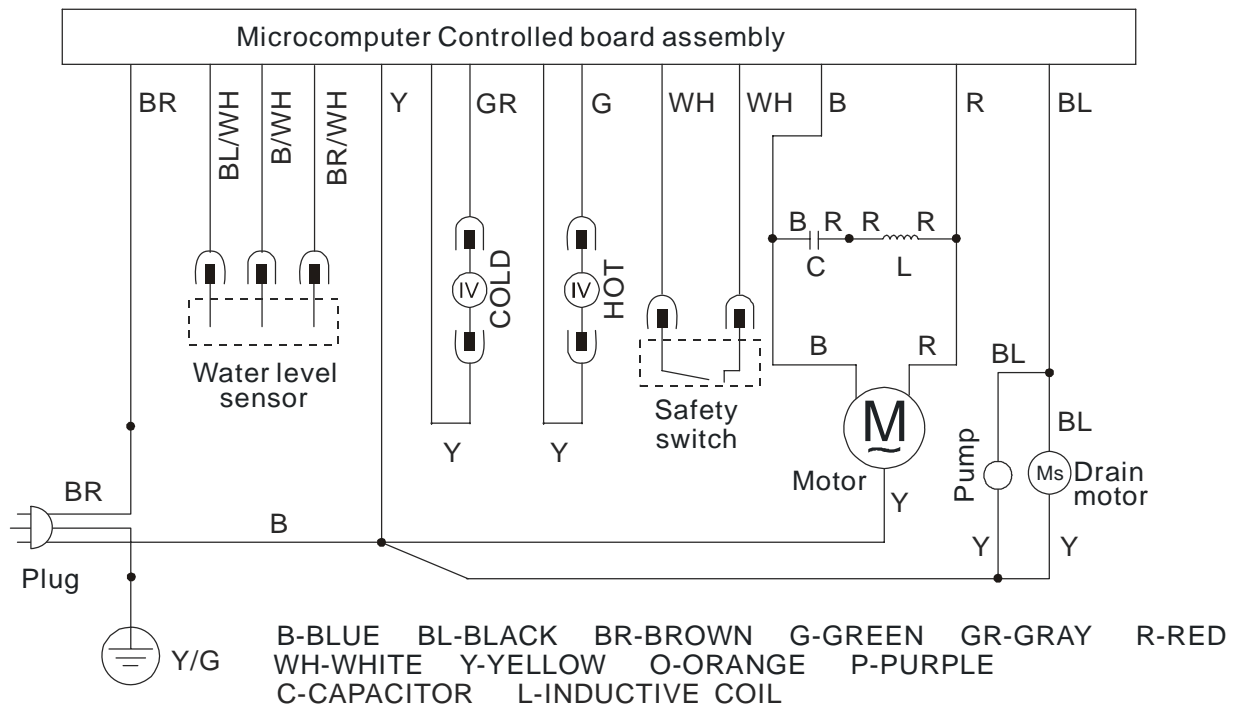 Microcomputer Controlled board assembly
BR
BL/WH
B/WH
BR/WH
Y
GR
G
WH
WH
B
R
BL
B R R R
C
L
IV
COLD
IV
HOT
Water level
sensor
Safety
switch
B
R
BL
M
~
Motor
Y
Y
Y
BL
Pump
Ms
Drain
motor
BR
B
Y
Y
Plug
Y/G
B-BLUE BL-BLACK BR-BROWN G-GREEN GR-GRAY R-RED
WH-WHITE Y-YELLOW O-ORANGE P-PURPLE
C-CAPACITOR L-INDUCTIVE COIL